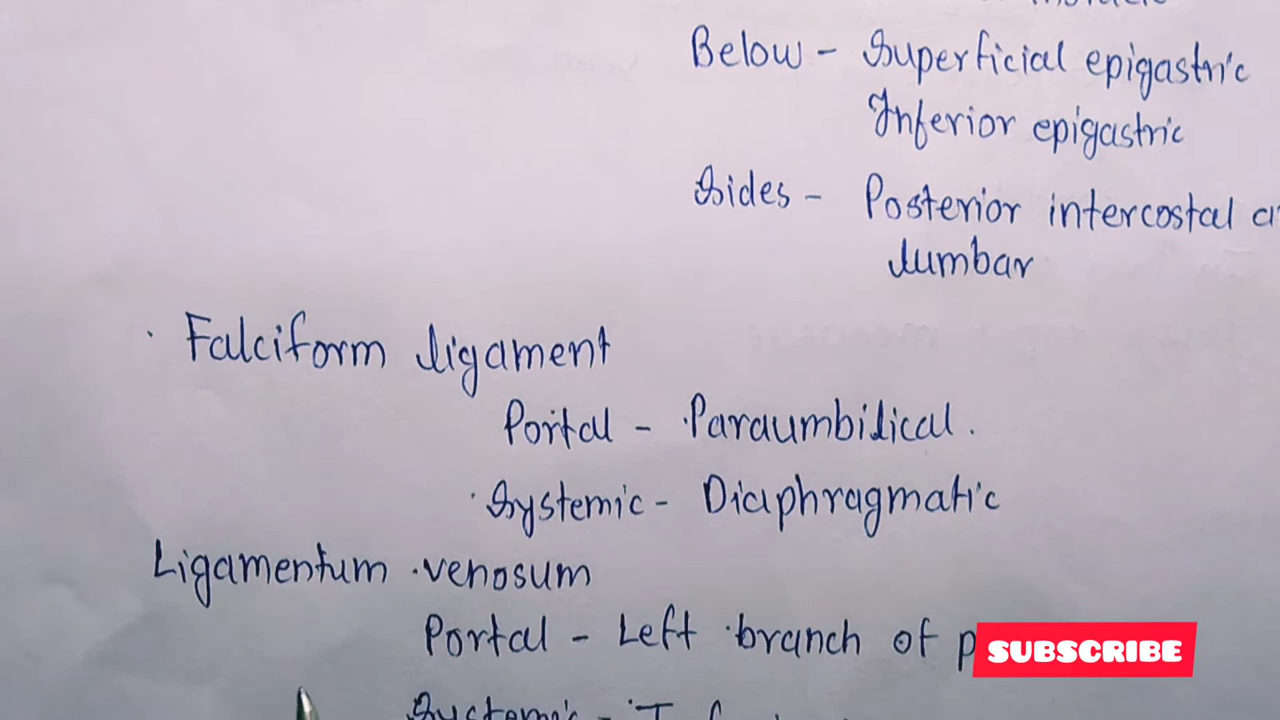 Below - Superficial epigastric
Inferior epigastric
Sides - Posterior intercostal
lumbar
· Falciform ligament
Portal - Paraumbilical.
Systemic - Diaphragmatic
Ligamentum venosum
Portal - Left branch of
SUBSCRIBE
Systemic -